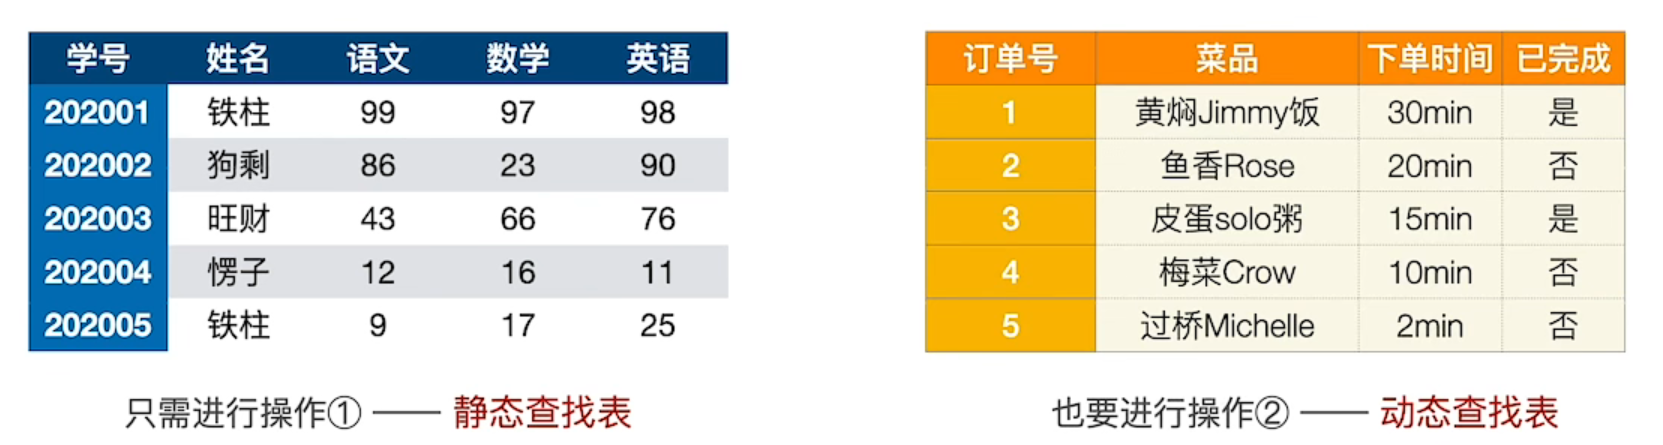 学号 姓名 语文 数学 英语
202001 铁柱 99 97 98
202002 狗剩 86 23 90
202003 旺财 43 66 76
202004 愣子 12 16 11
202005 铁柱 9 17 25
只需进行操作① —— 静态查找表
订单号 菜品 下单时间 已完成
1 黄焖Jimmy饭 30min 是
2 鱼香Rose 20min 否
3 皮蛋solo粥 15min 是
4 梅菜Crow 10min 否
5 过桥Michelle 2min 否
也要进行操作② —— 动态查找表